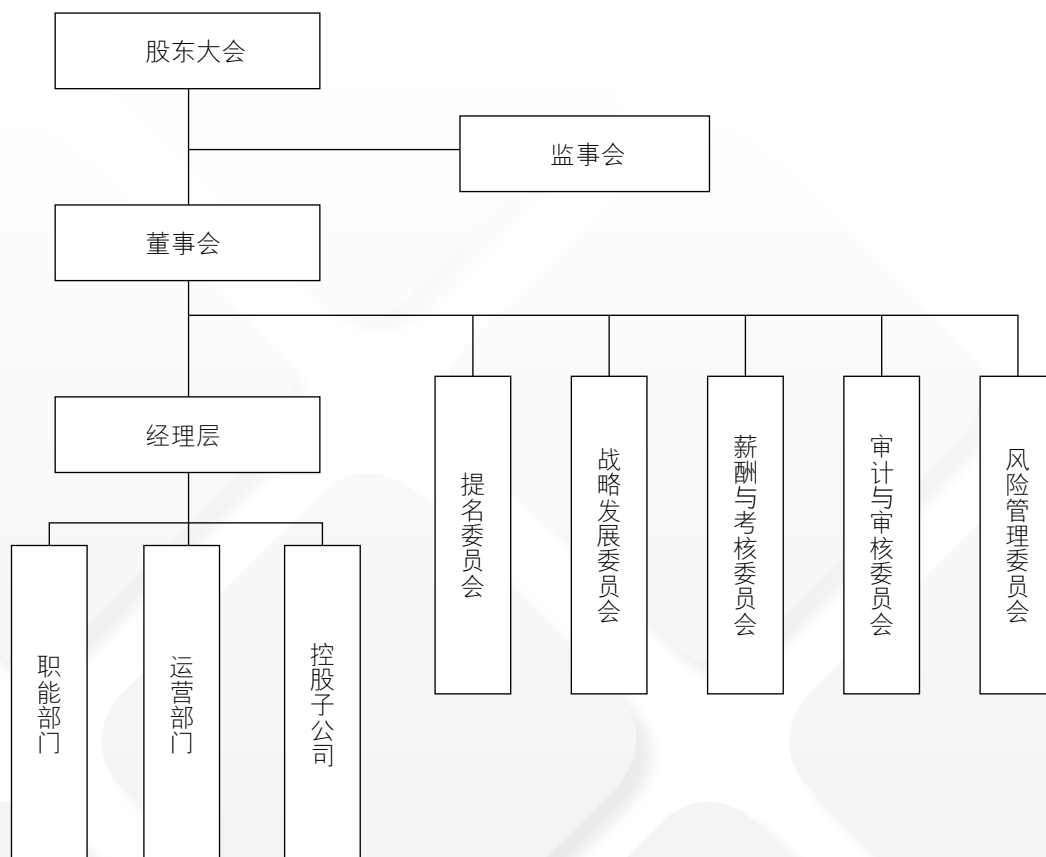 股东大会
监事会
董事会
经理层
提名委员会
战略发展委员会
薪酬与考核委员会
审计与审核委员会
风险管理委员会
职能部门
运营部门
控股子公司